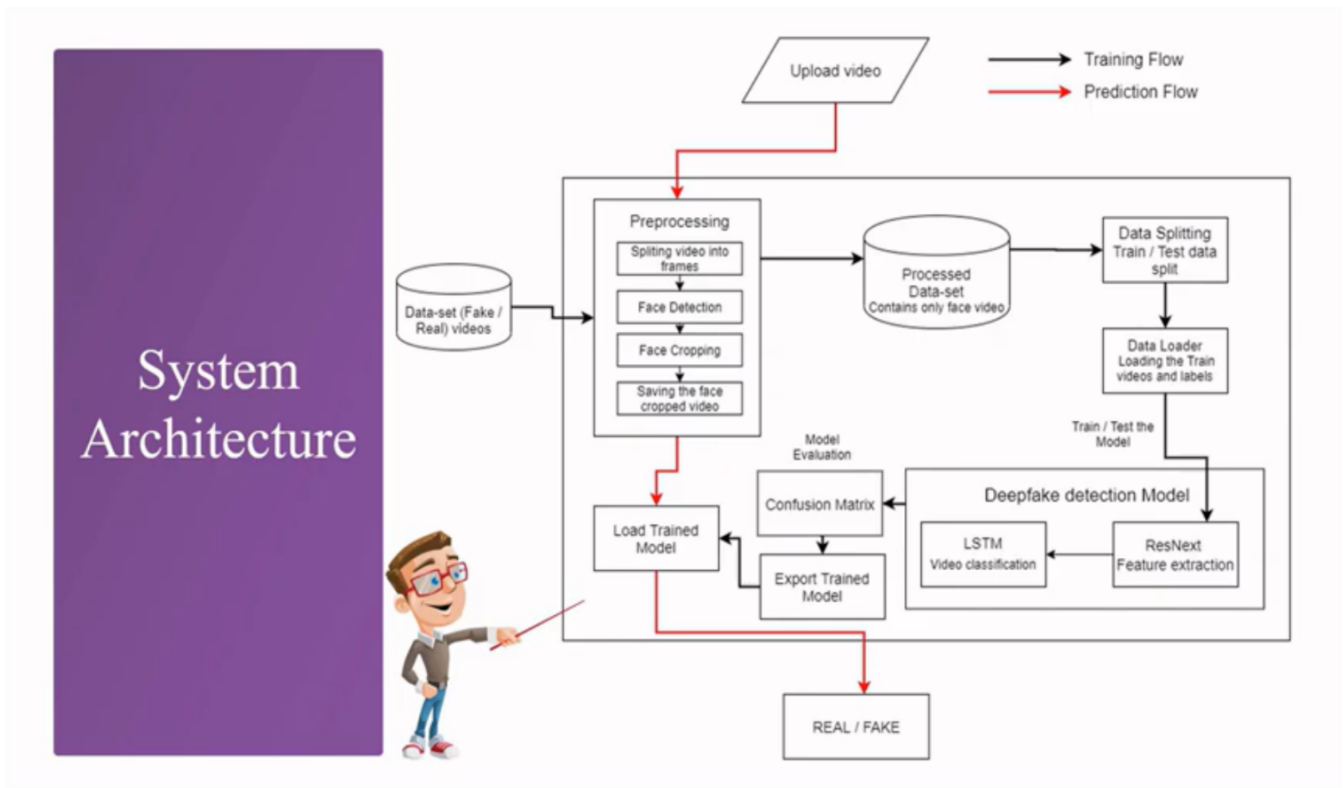 System
Architecture
Upload video
Training Flow
Prediction Flow
Preprocessing
Spliting video into
frames
Face Detection
Face Cropping
Saving the face
cropped video
Data-set (Fake /
Real) videos
Processed
Data-set
Contains only face video
Data Splitting
Train / Test data
split
Data Loader
Loading the Train
videos and labels
Train / Test the
Model
Deepfake detection Model
ResNext
Feature extraction
LSTM
Video classification
Model
Evaluation
Confusion Matrix
Export Trained
Model
Load Trained
Model
REAL / FAKE